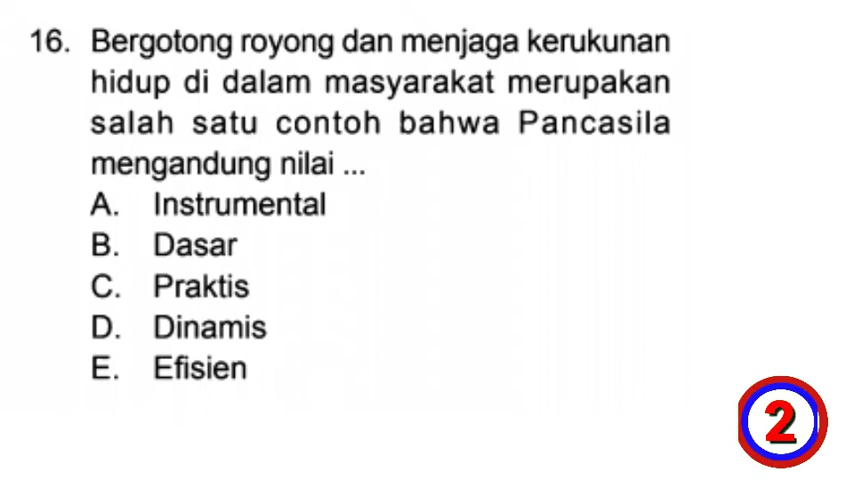 16. Bergotong royong dan menjaga kerukunan
hidup di dalam masyarakat merupakan
salah satu contoh bahwa Pancasila
mengandung nilai ...
A. Instrumental
B. Dasar
C. Praktis
D. Dinamis
E. Efisien
2